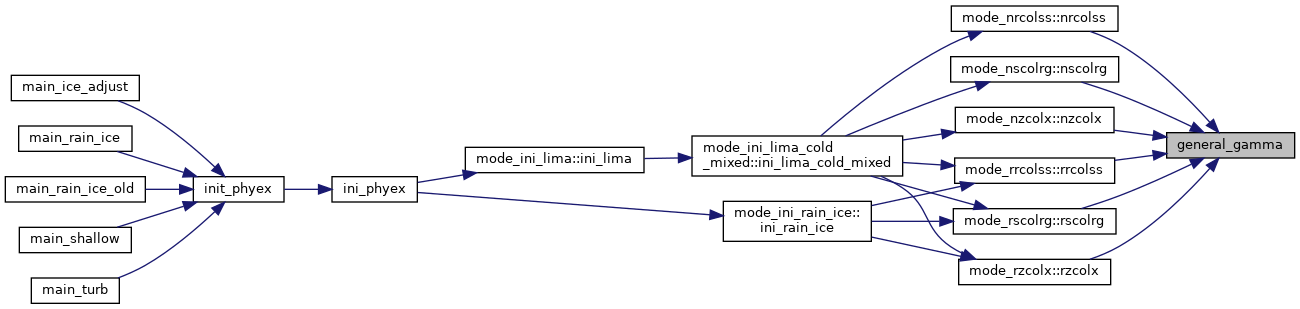 main_ice_adjust
main_rain_ice
main_rain_ice_old
main_shallow
main_turb
init_phyex
ini_phyex
mode_ini_lima::ini_lima
mode_ini_lima_cold
_mixed::ini_lima_cold_mixed
mode_ini_rain_ice::
ini_rain_ice
mode_nrcolss::nrcolss
mode_nscolrg::nscolrg
mode_nzcolx::nzcolx
mode_rrcolss::rrcolss
mode_rscolrg::rscolrg
mode_rzcolx::rzcolx
general_gamma